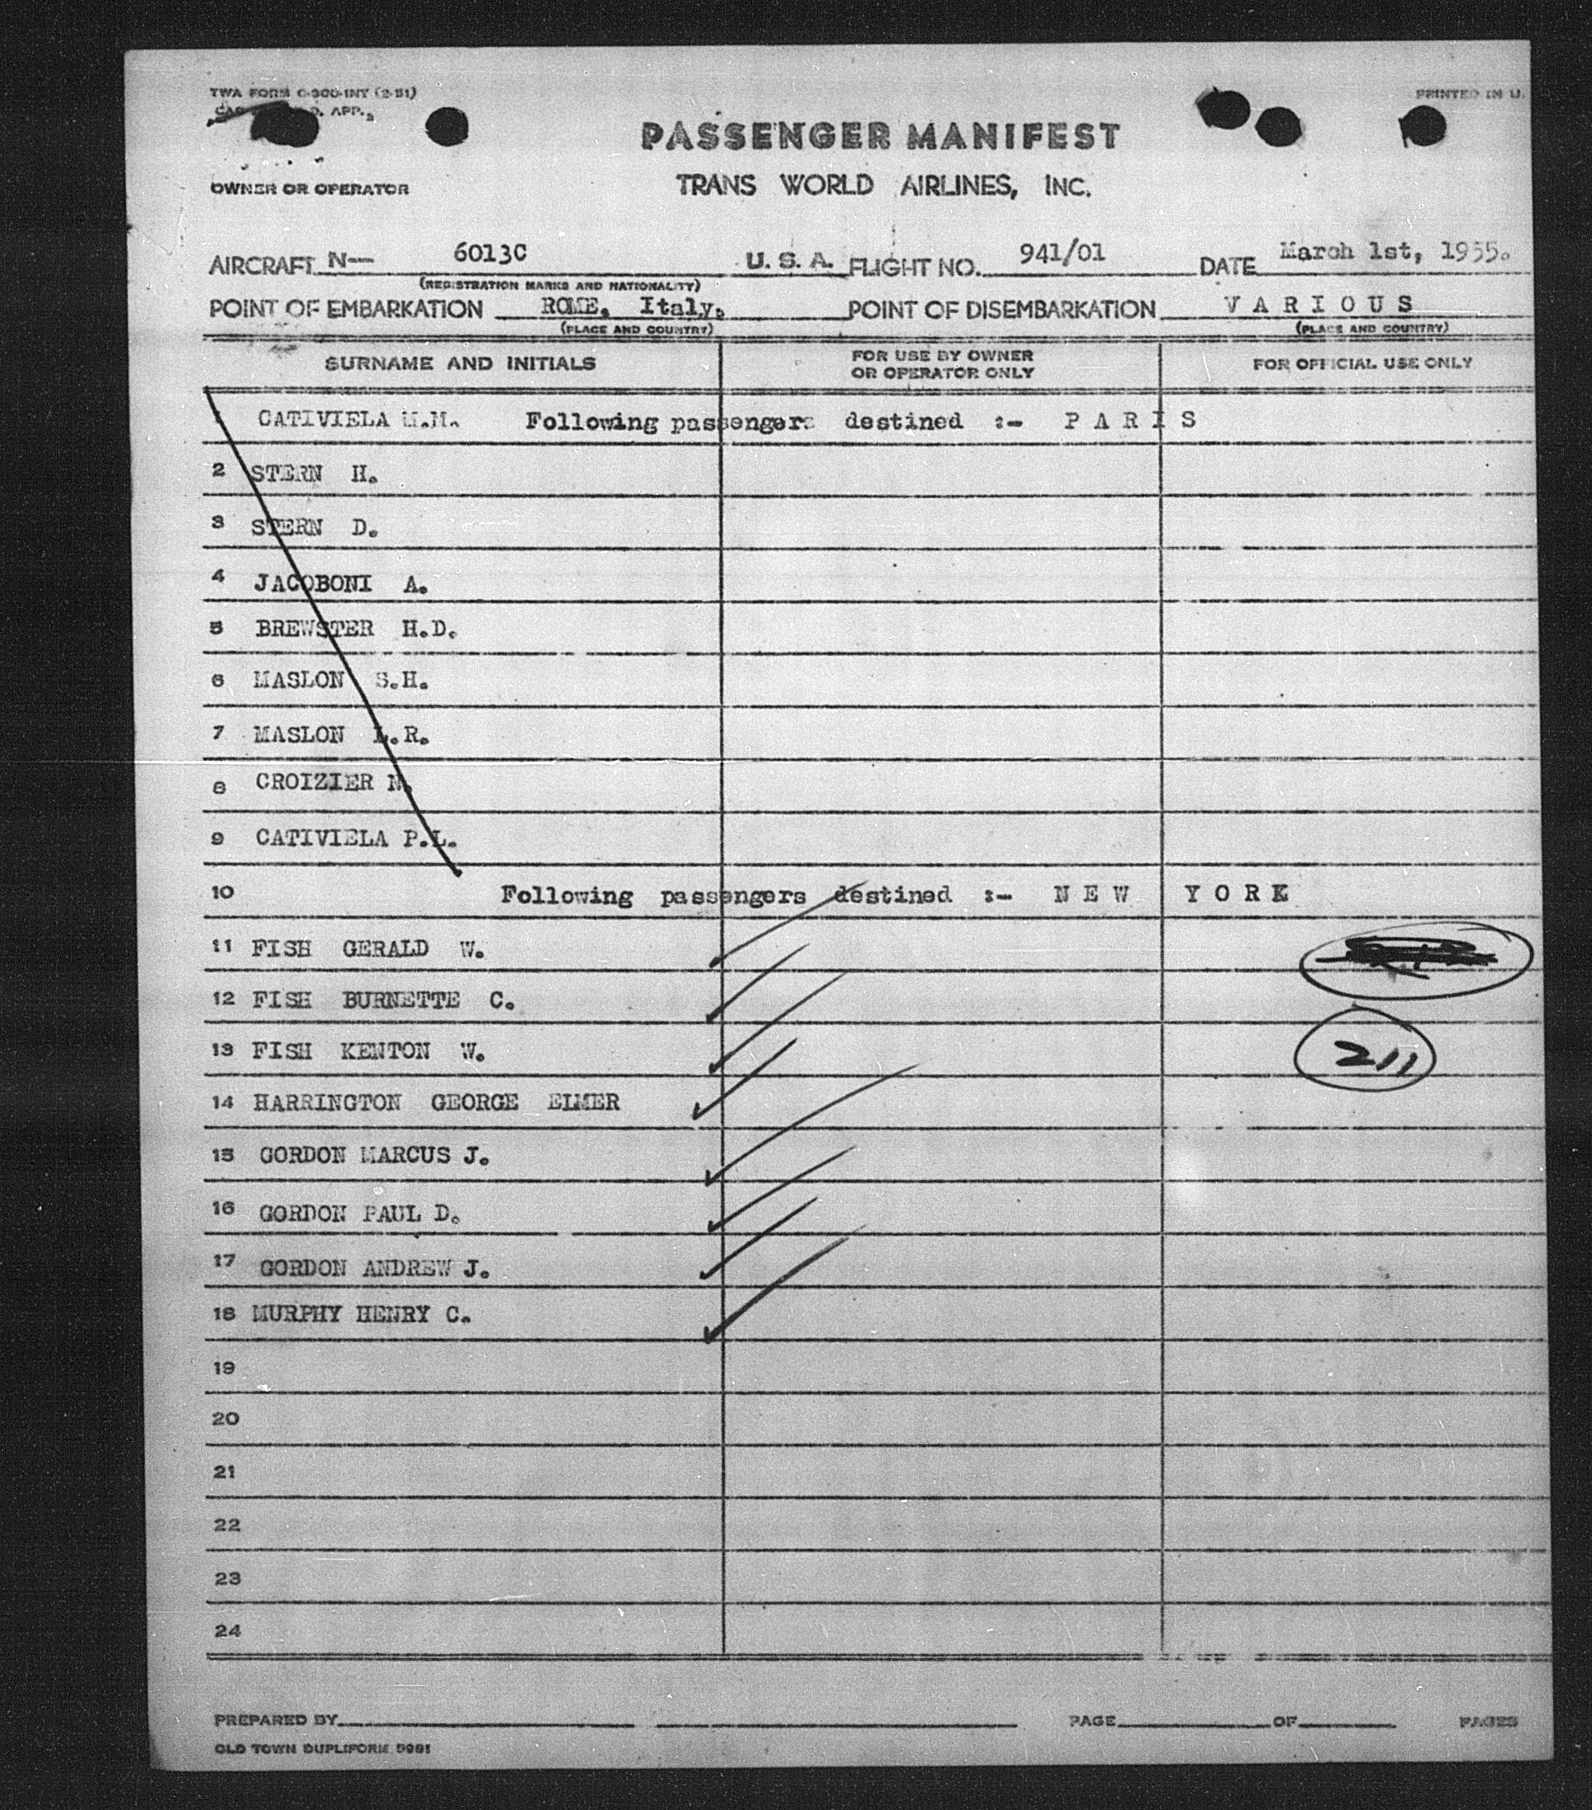 TWA FORM C-300-INT (2-51)
APP.
PRINTED IN U.
PASSENGER MANIFEST
OWNER OR OPERATOR
TRANS WORLD AIRLINES, INC.
AIRCRAFT N— 6013C U. S. A. FLIGHT NO. 941/01 DATE March 1st, 1955.
(REGISTRATION MARKS AND NATIONALITY)
POINT OF EMBARKATION ROME, Italy. POINT OF DISEMBARKATION V A R I O U S
(PLACE AND COUNTRY) (PLACE AND COUNTRY)
SURNAME AND INITIALS FOR USE BY OWNER OR OPERATOR ONLY FOR OFFICIAL USE ONLY
1 CATIVIELA M.M. Following passengers destined :- P A R I S
2 STERN H.
3 STERN D.
4 JACOBONI A.
5 BREWSTER H.D.
6 MASLON S.H.
7 MASLON L.R.
8 CROIZIER N.
9 CATIVIELA P.L.
10 Following passengers destined :- N E W Y O R K
11 FISH GERALD W.
12 FISH BURNETTE C.
13 FISH KENTON W. 211
14 HARRINGTON GEORGE ELMER
15 GORDON MARCUS J.
16 GORDON PAUL D.
17 GORDON ANDREW J.
18 MURPHY HENRY C.
19
20
21
22
23
24
PREPARED BY PAGE OF PAGES
OLD TOWN DUPLIFORM 5981